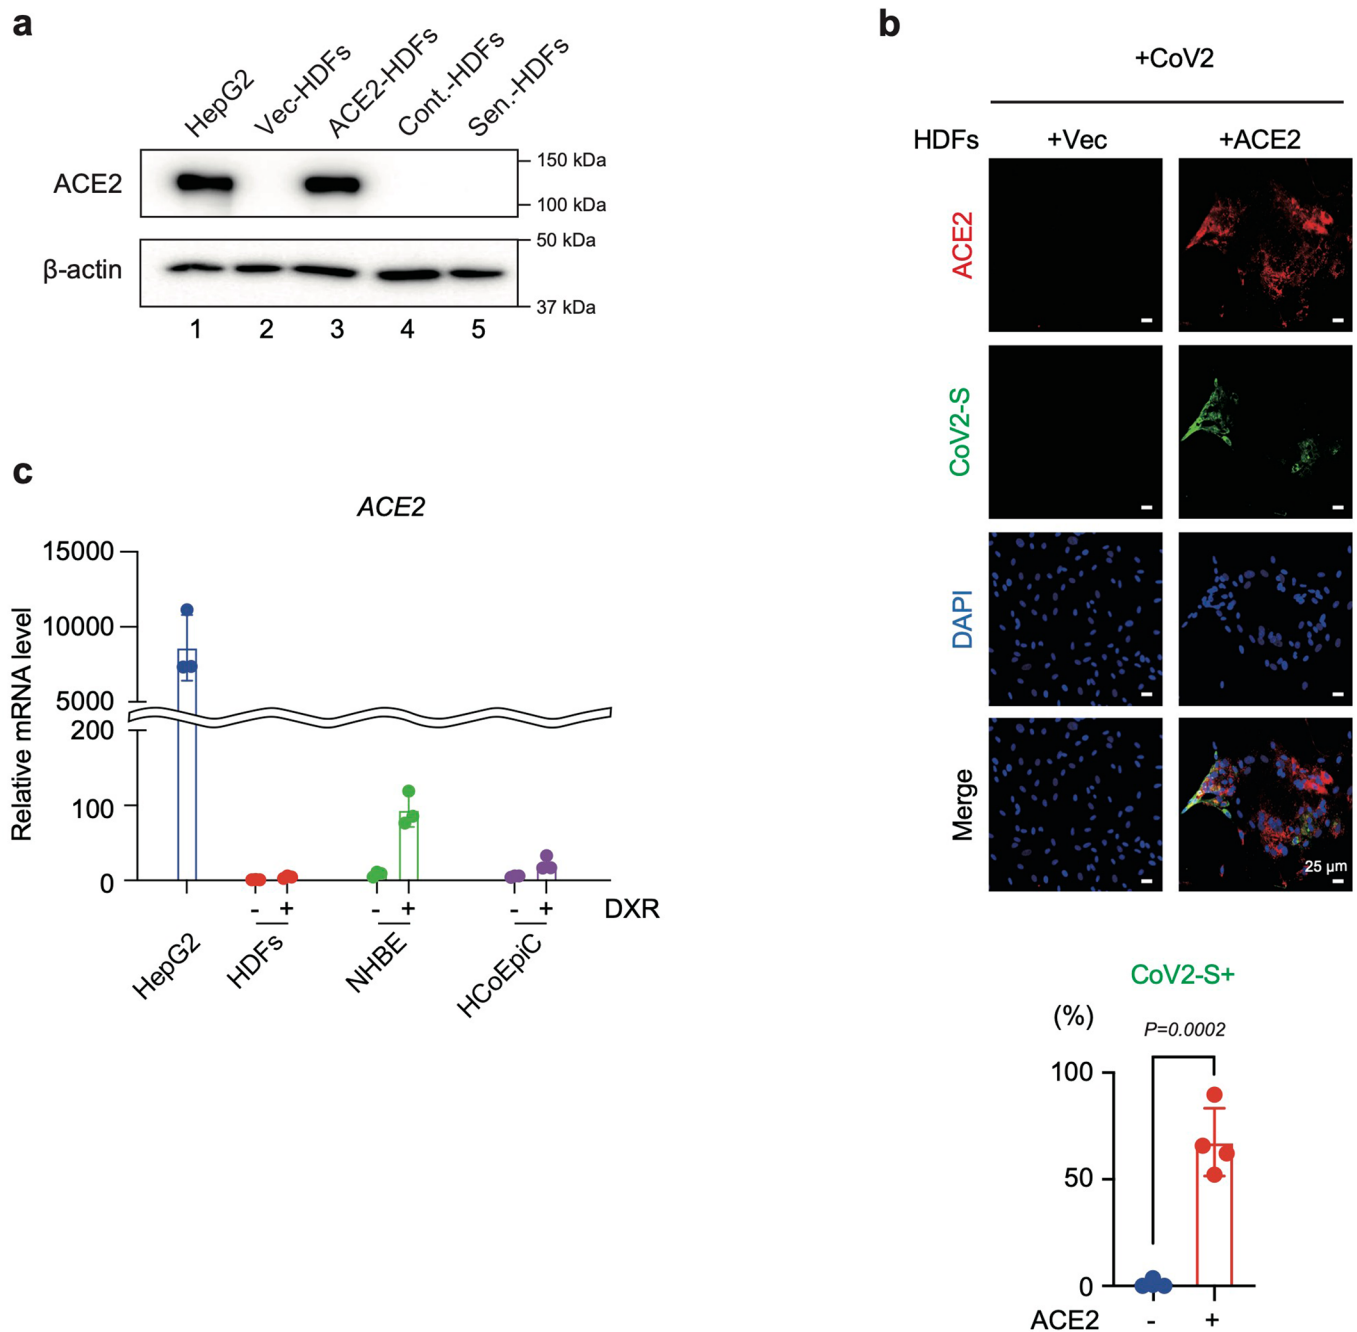 a
HepG2
Vec-HDFs
ACE2-HDFs
Cont.-HDFs
Sen.-HDFs
ACE2
150 kDa
100 kDa
β-actin
50 kDa
37 kDa
1 2 3 4 5
b
+CoV2
HDFs +Vec +ACE2
ACE2
CoV2-S
DAPI
Merge
25 μm
CoV2-S+
(%)
P=0.0002
100
50
0
ACE2 - +
c
ACE2
Relative mRNA level
15000
10000
5000
200
100
0
- + - + - + DXR
HepG2
HDFs
NHBE
HCoEpiC